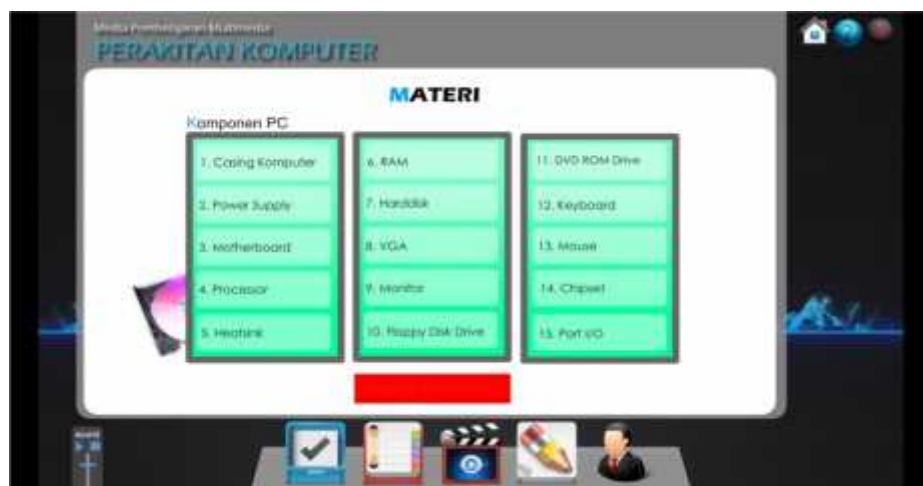 Media Pembelajaran Multimedia
PERAKITAN KOMPUTER
MATERI
Komponen PC
1. Casing Komputer
2. Power Supply
3. Motherboard
4. Processor
5. Heatsink
6. RAM
7. Harddisk
8. VGA
9. Monitor
10. Floppy Disk Drive
11. DVD ROM Drive
12. Keyboard
13. Mouse
14. Chipset
15. Port I/O